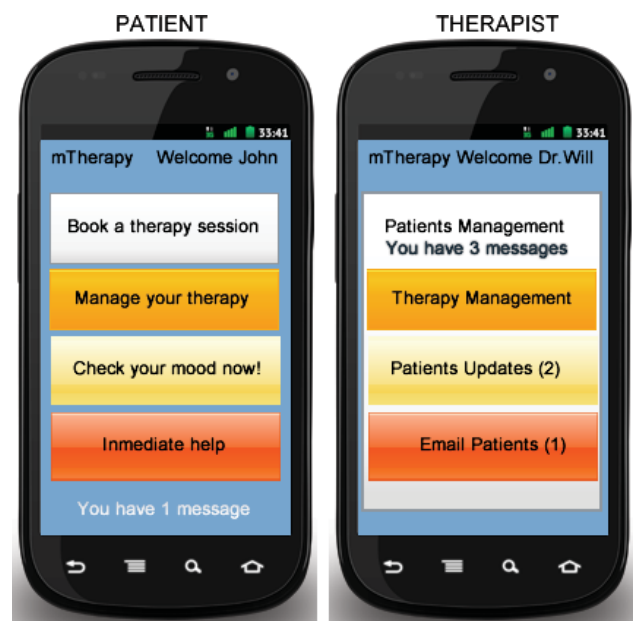 PATIENT
33:41
mTherapy Welcome John
Book a therapy session
Manage your therapy
Check your mood now!
Inmediate help
You have 1 message
THERAPIST
33:41
mTherapy Welcome Dr.Will
Patients Management
You have 3 messages
Therapy Management
Patients Updates (2)
Email Patients (1)